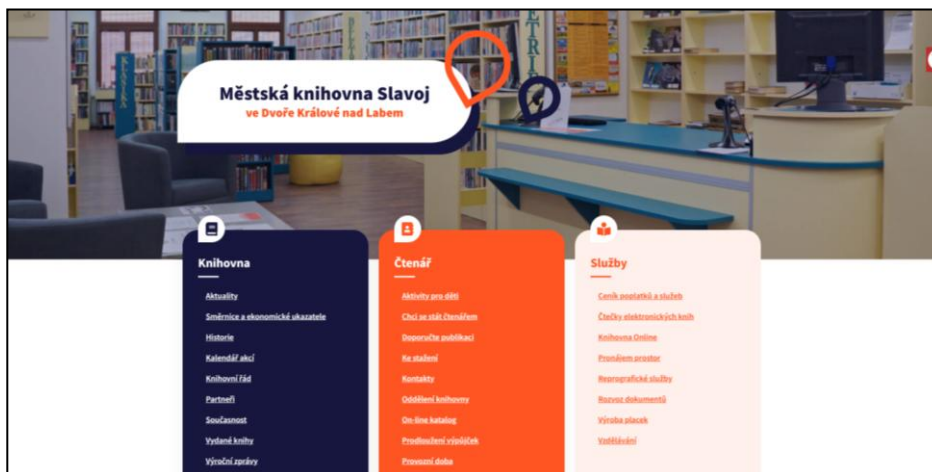 Městská knihovna Slavoj
ve Dvoře Králové nad Labem
Knihovna
Aktuality
Směrnice a ekonomické ukazatele
Historie
Kalendář akcí
Knihovní řád
Partneři
Současnost
Vydané knihy
Výroční zprávy
Čtenář
Aktivity pro děti
Chci se stát čtenářem
Doporučte publikaci
Ke stažení
Kontakty
Oddělení knihovny
On-line katalog
Prodloužení výpůjček
Provozní doba
Služby
Ceník poplatků a služeb
Čtečky elektronických knih
Knihovna Online
Pronájem prostor
Reprografické služby
Rozvoz dokumentů
Výroba placek
Vzdělávání